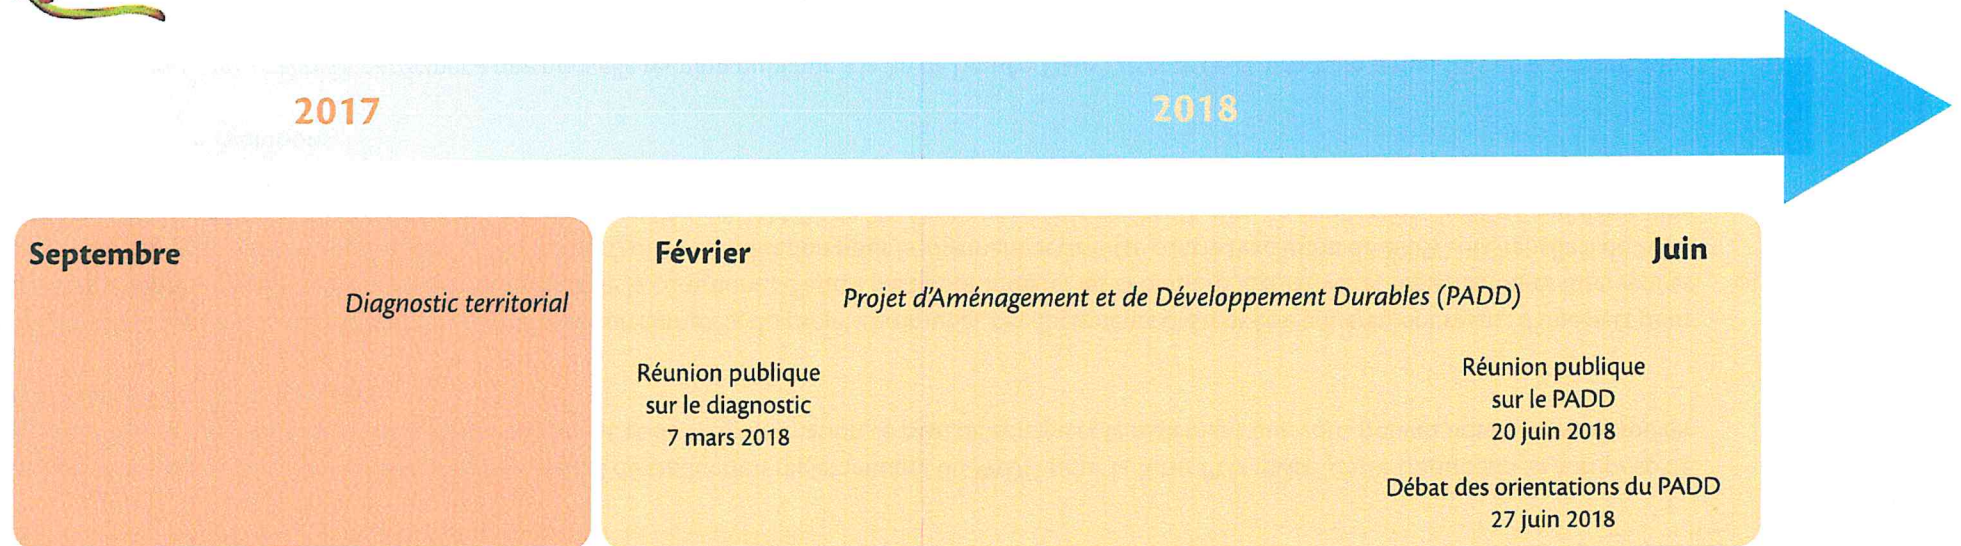 2017
2018
Septembre
Diagnostic territorial
Février
Juin
Projet d'Aménagement et de Développement Durables (PADD)
Réunion publique
sur le diagnostic
7 mars 2018
Réunion publique
sur le PADD
20 juin 2018
Débat des orientations du PADD
27 juin 2018